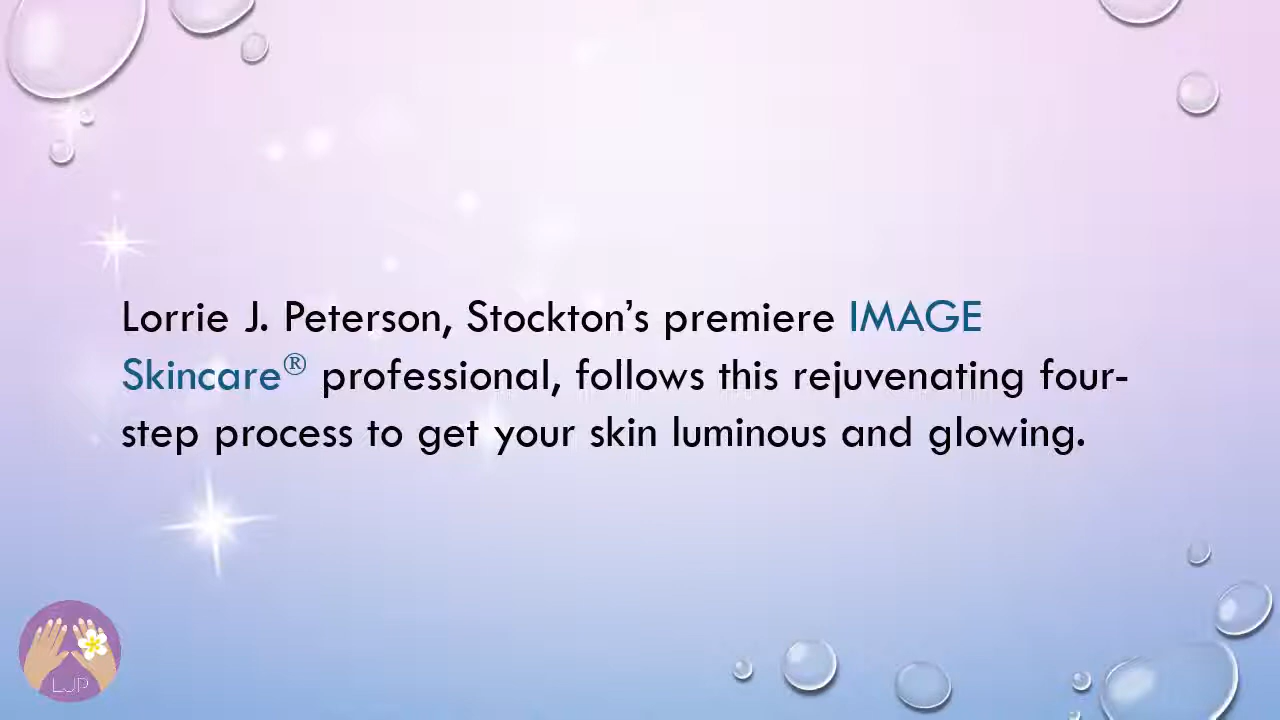 Lorrie J. Peterson, Stockton’s premiere IMAGE
Skincare® professional, follows this rejuvenating four-
step process to get your skin luminous and glowing.
LJP